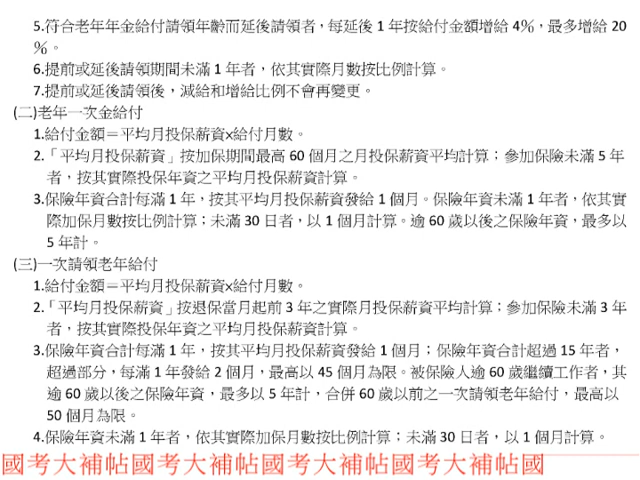 5.符合老年年金給付請領年齡而延後請領者，每延後 1 年按給付金額增給 4％，最多增給 20
％。
6.提前或延後請領期間未滿 1 年者，依其實際月數按比例計算。
7.提前或延後請領後，減給和增給比例不會再變更。
(二)老年一次金給付
1.給付金額＝平均月投保薪資×給付月數。
2.「平均月投保薪資」按加保期間最高 60 個月之月投保薪資平均計算；參加保險未滿 5 年
者，按其實際投保年資之平均月投保薪資計算。
3.保險年資合計每滿 1 年，按其平均月投保薪資發給 1 個月。保險年資未滿 1 年者，依其實
際加保月數按比例計算；未滿 30 日者，以 1 個月計算。逾 60 歲以後之保險年資，最多以
5 年計。
(三)一次請領老年給付
1.給付金額＝平均月投保薪資×給付月數。
2.「平均月投保薪資」按退保當月起前 3 年之實際月投保薪資平均計算；參加保險未滿 3 年
者，按其實際投保年資之平均月投保薪資計算。
3.保險年資合計每滿 1 年，按其平均月投保薪資發給 1 個月；保險年資合計超過 15 年者，
超過部分，每滿 1 年發給 2 個月，最高以 45 個月為限。被保險人逾 60 歲繼續工作者，其
逾 60 歲以後之保險年資，最多以 5 年計，合併 60 歲以前之一次請領老年給付，最高以
50 個月為限。
4.保險年資未滿 1 年者，依其實際加保月數按比例計算；未滿 30 日者，以 1 個月計算。
國考大補帖國考大補帖國考大補帖國考大補帖國